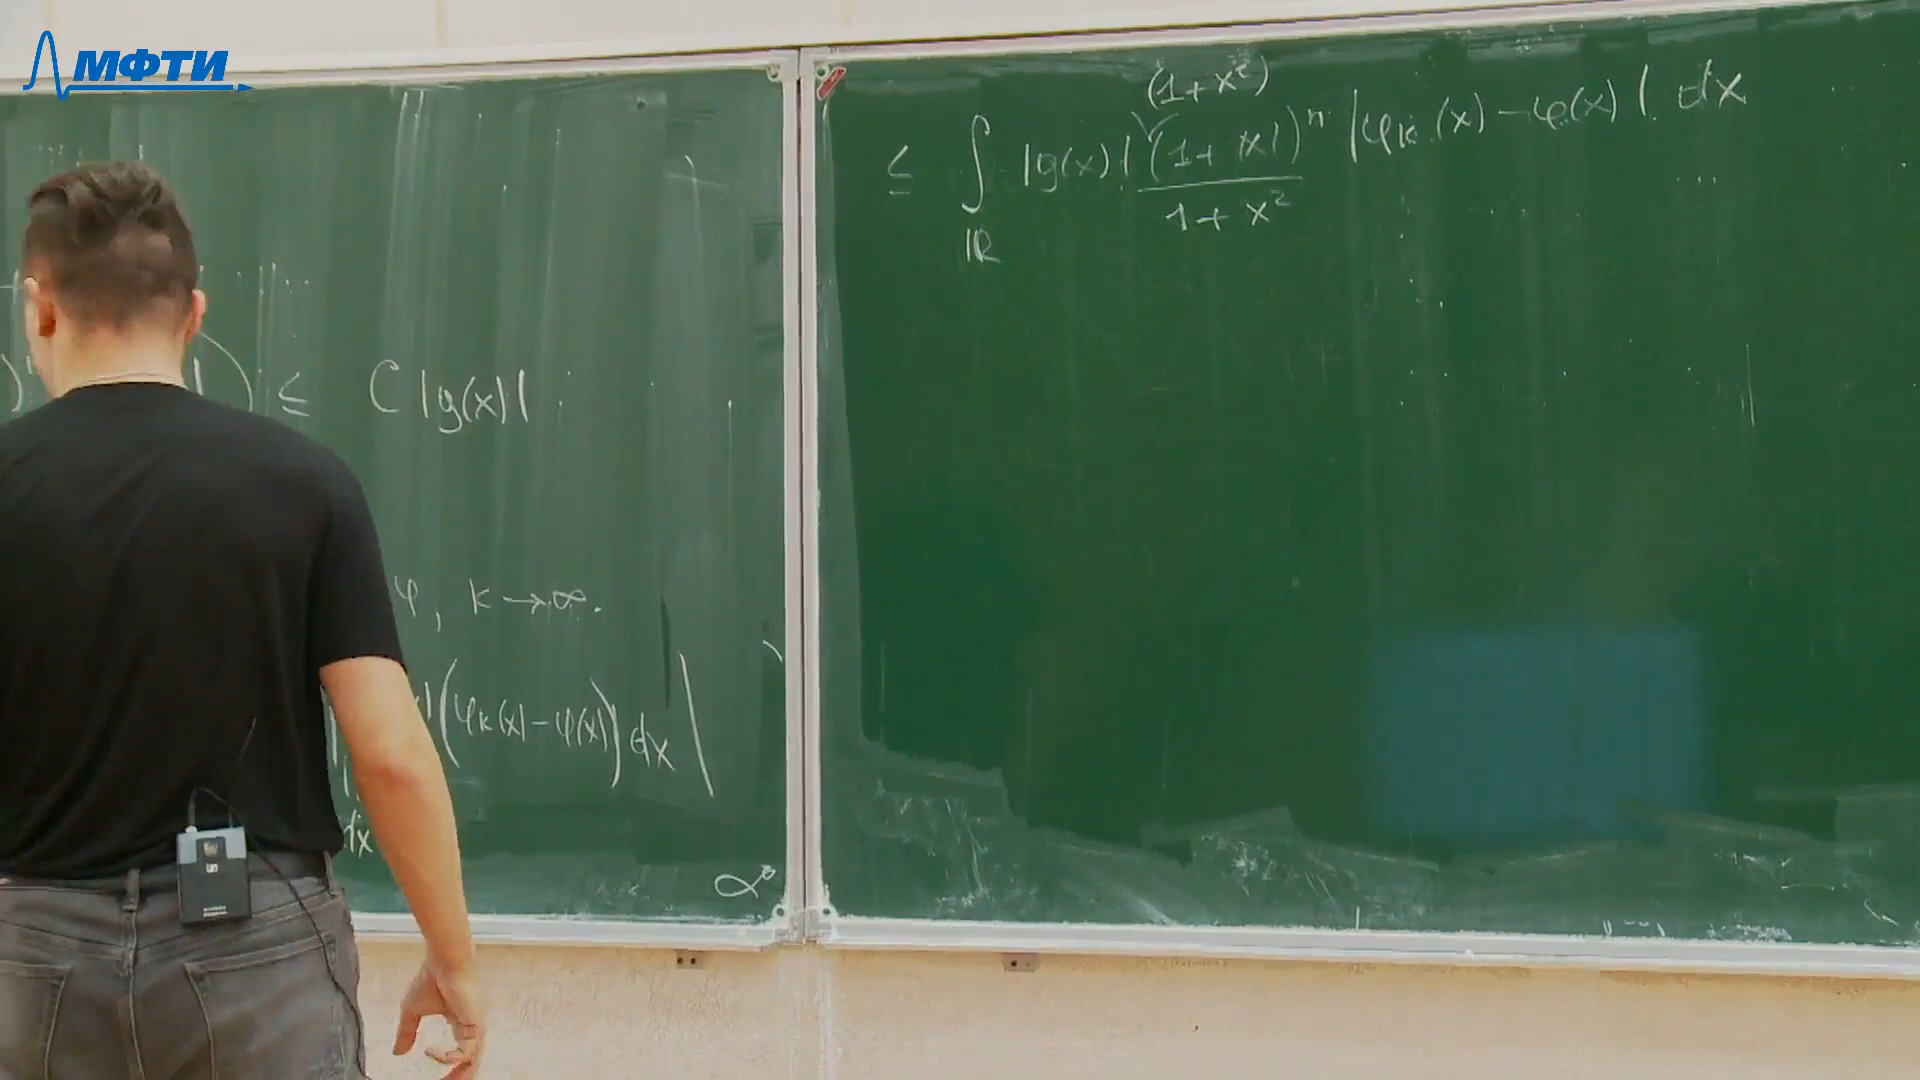 МФТИ
≤ C |g(x)|
φ, k → ∞.
(φₖ(x) − φ(x)) dx |
dx
(1+x²)
≤ ∫ |g(x)| (1+|x|)ⁿ |φₖ(x) − φ(x)| dx
1+x²
ℝ